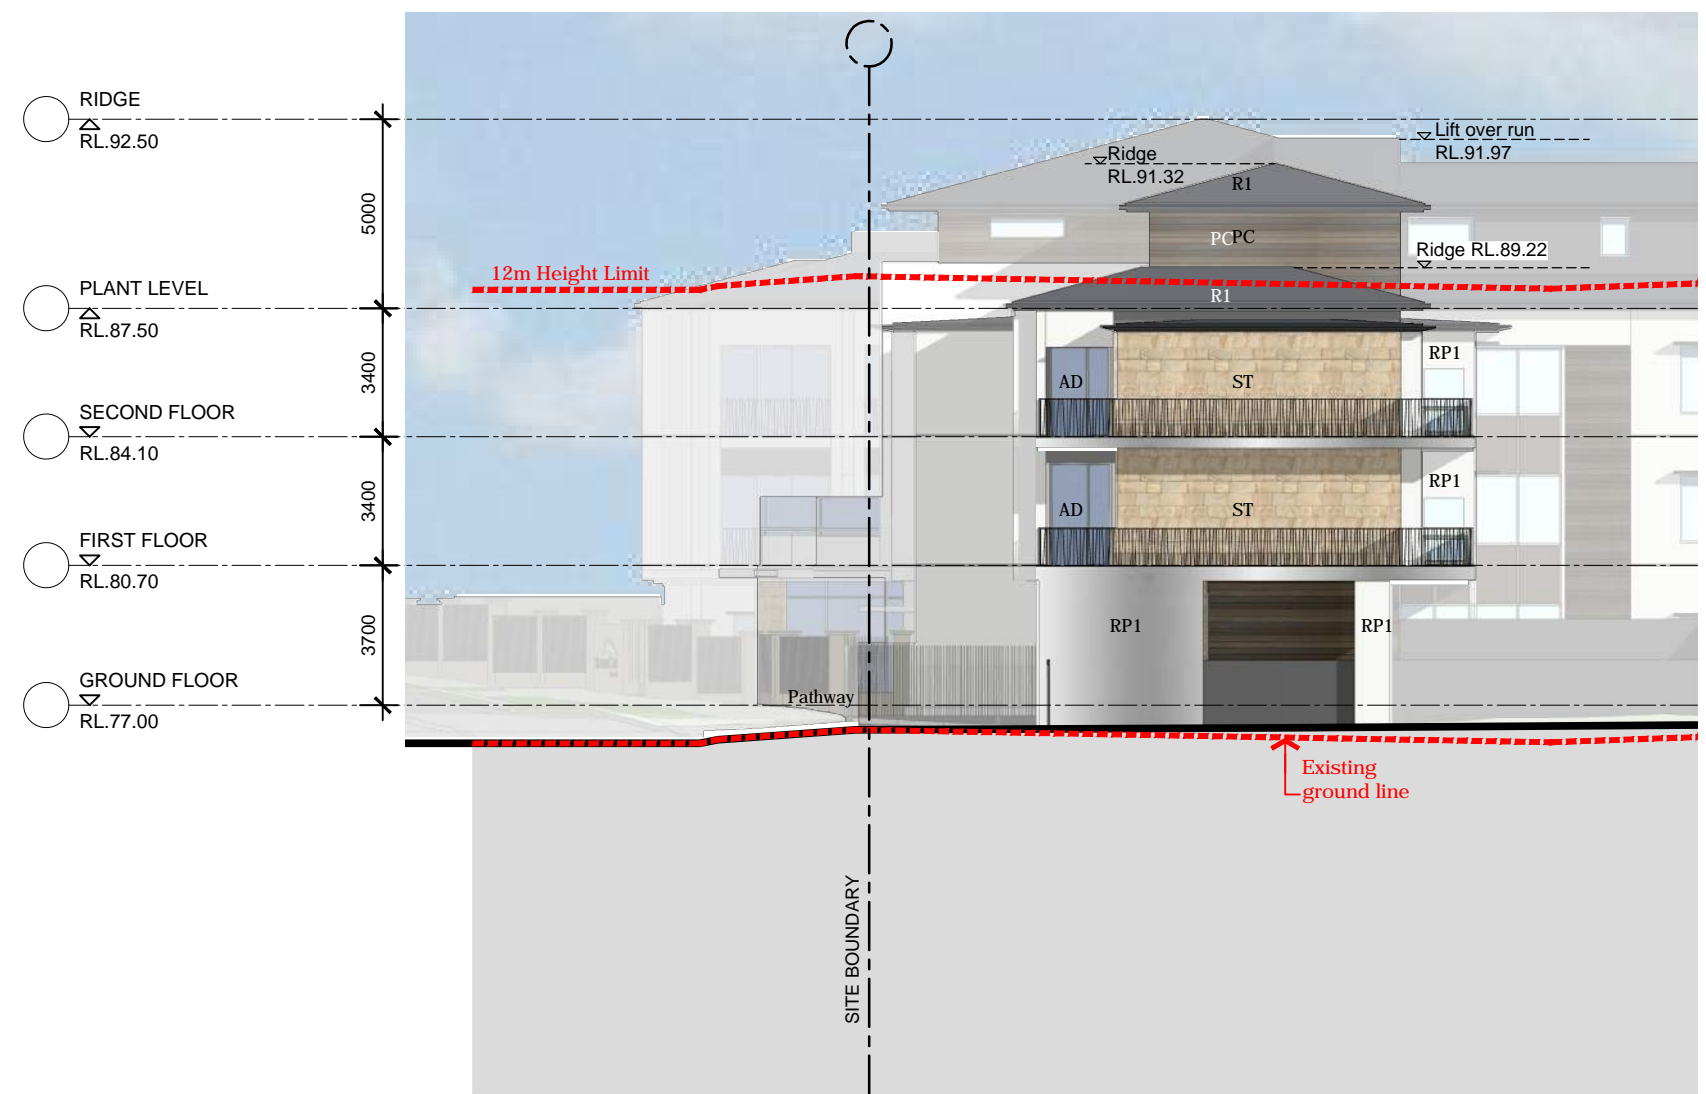 RIDGE
RL.92.50
5000
PLANT LEVEL
RL.87.50
3400
SECOND FLOOR
RL.84.10
3400
FIRST FLOOR
RL.80.70
3700
GROUND FLOOR
RL.77.00
12m Height Limit
Ridge
RL.91.32
Lift over run
RL.91.97
R1
PCPC
Ridge RL.89.22
R1
AD
ST
RP1
AD
ST
RP1
RP1
RP1
Pathway
Existing
ground line
SITE BOUNDARY